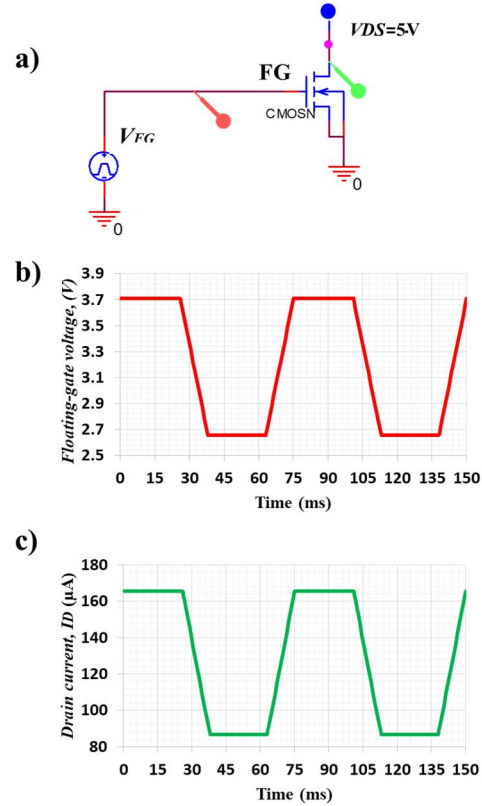 a)
VDS=5V
FG
CMOSN
VFG
0
0
b)
Floating-gate voltage, (V)
3.9
3.7
3.5
3.3
3.1
2.9
2.7
2.5
0 15 30 45 60 75 90 105 120 135 150
Time (ms)
c)
Drain current, ID (µA)
180
160
140
120
100
80
0 15 30 45 60 75 90 105 120 135 150
Time (ms)